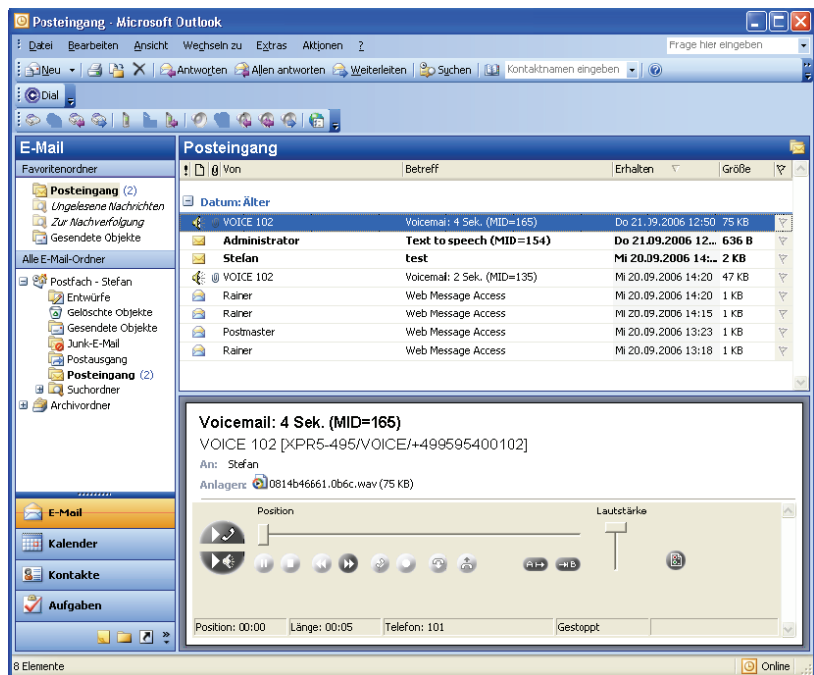 Posteingang - Microsoft Outlook
Datei Bearbeiten Ansicht Wechseln zu Extras Aktionen ? Frage hier eingeben
Neu Antworten Allen antworten Weiterleiten Suchen Kontaktnamen eingeben
Dial
E-Mail
Favoritenordner
Posteingang (2)
Ungelesene Nachrichten
Zur Nachverfolgung
Gesendete Objekte
Alle E-Mail-Ordner
Postfach - Stefan
Entwürfe
Gelöschte Objekte
Gesendete Objekte
Junk-E-Mail
Postausgang
Posteingang (2)
Suchordner
Archivordner
E-Mail
Kalender
Kontakte
Aufgaben
Posteingang
Von Betreff Erhalten Größe
Datum: Älter
VOICE 102 Voicemail: 4 Sek. (MID=165) Do 21.09.2006 12:50 75 KB
Administrator Text to speech (MID=154) Do 21.09.2006 12... 636 B
Stefan test Mi 20.09.2006 14:... 2 KB
VOICE 102 Voicemail: 2 Sek. (MID=135) Mi 20.09.2006 14:20 47 KB
Rainer Web Message Access Mi 20.09.2006 14:20 1 KB
Rainer Web Message Access Mi 20.09.2006 14:15 1 KB
Postmaster Web Message Access Mi 20.09.2006 13:23 1 KB
Rainer Web Message Access Mi 20.09.2006 13:18 1 KB
Voicemail: 4 Sek. (MID=165)
VOICE 102 [XPR5-495/VOICE/+499595400102]
An: Stefan
Anlagen: 0814b46661.0b6c.wav (75 KB)
Position Lautstärke
A B
Position: 00:00 Länge: 00:05 Telefon: 101 Gestoppt
8 Elemente Online